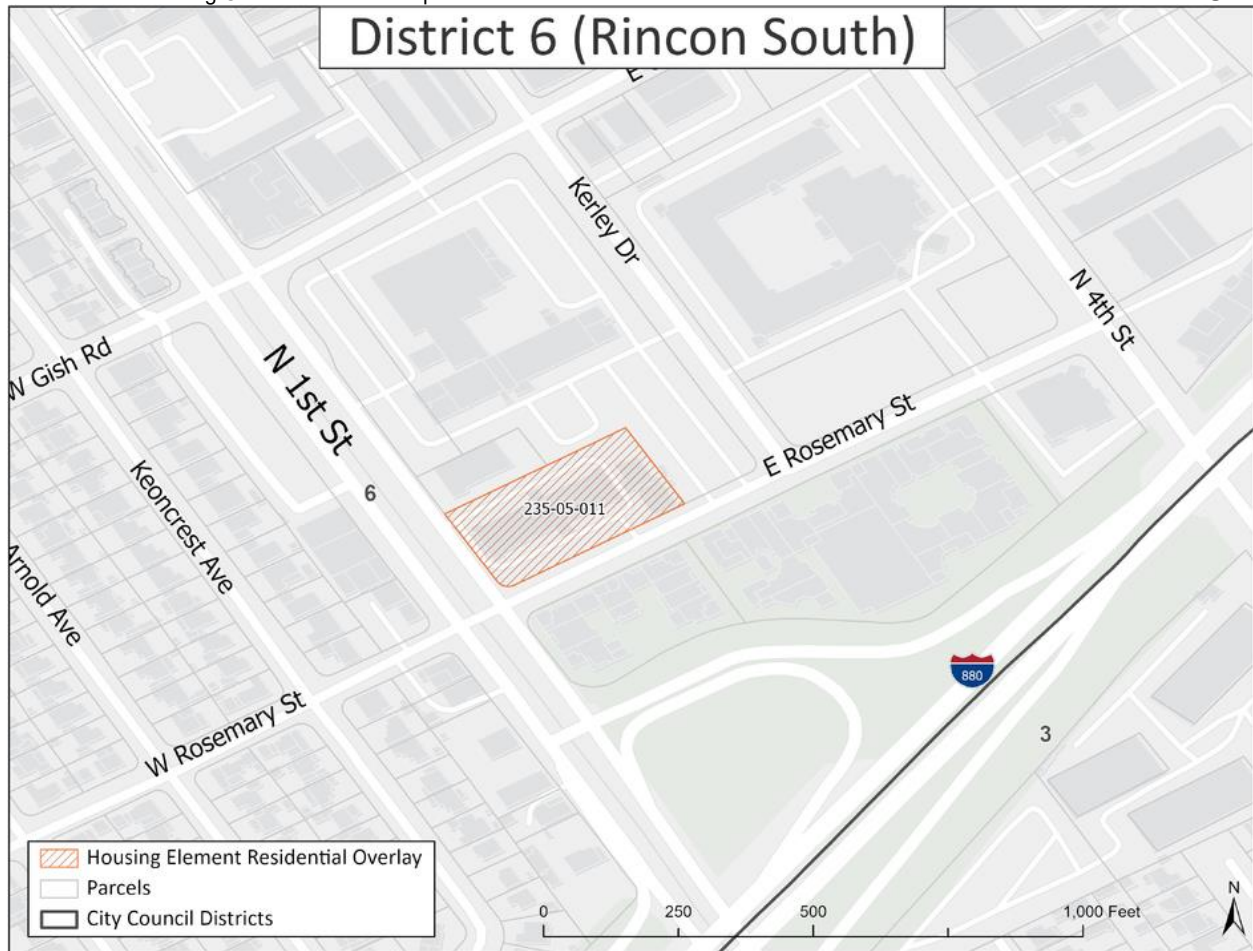 District 6 (Rincon South)
Kerley Dr
N 4th St
W Gish Rd
N 1st St
E Rosemary St
6
235-05-011
Keoncrest Ave
Arnold Ave
880
3
W Rosemary St
Housing Element Residential Overlay
Parcels
City Council Districts
0 250 500 1,000 Feet
N